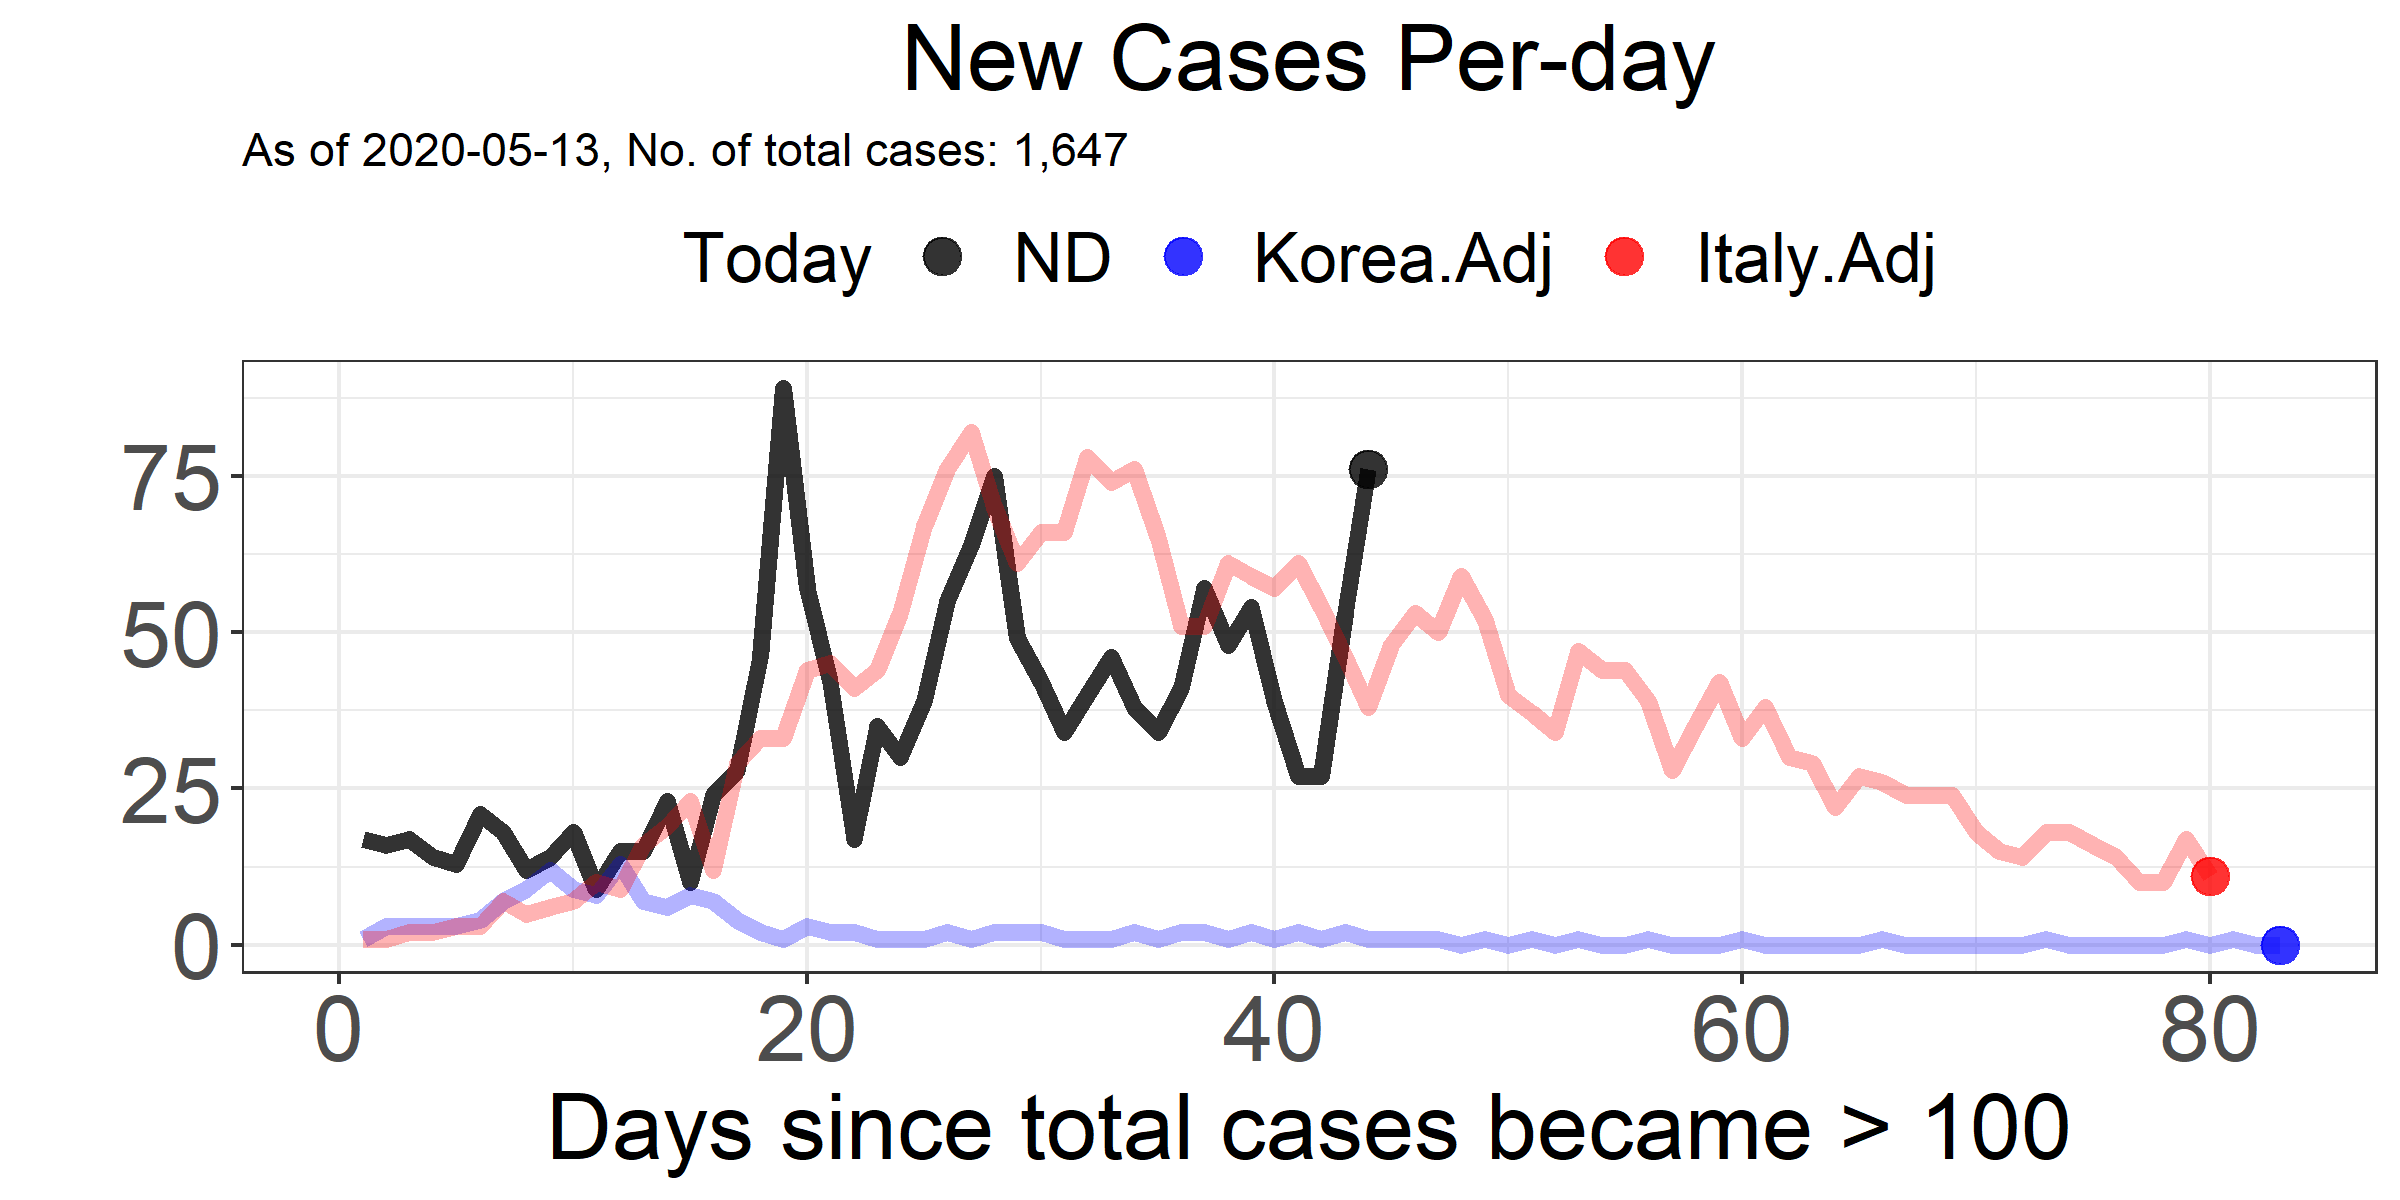 New Cases Per-day
As of 2020-05-13, No. of total cases: 1,647
Today ND Korea.Adj Italy.Adj
75
50
25
0
0 20 40 60 80
Days since total cases became > 100